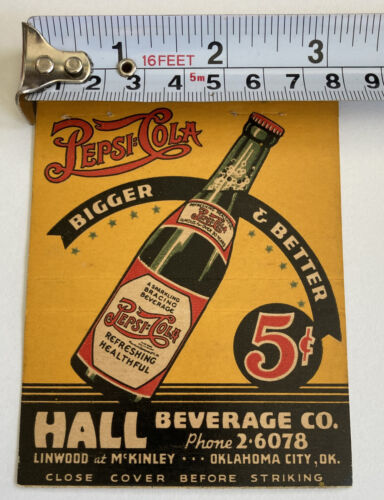 1 2 3
16FEET
5m
1 2 3 4 5 6 7 8 9
PEPSI-COLA
BIGGER & BETTER
REFRESHING
PEPSI-COLA
A SPARKLING
BRACING
BEVERAGE
PEPSI-COLA
REFRESHING
HEALTHFUL
5¢
HALL BEVERAGE CO.
Phone 2-6078
LINWOOD at McKINLEY ··· OKLAHOMA CITY, OK.
CLOSE COVER BEFORE STRIKING